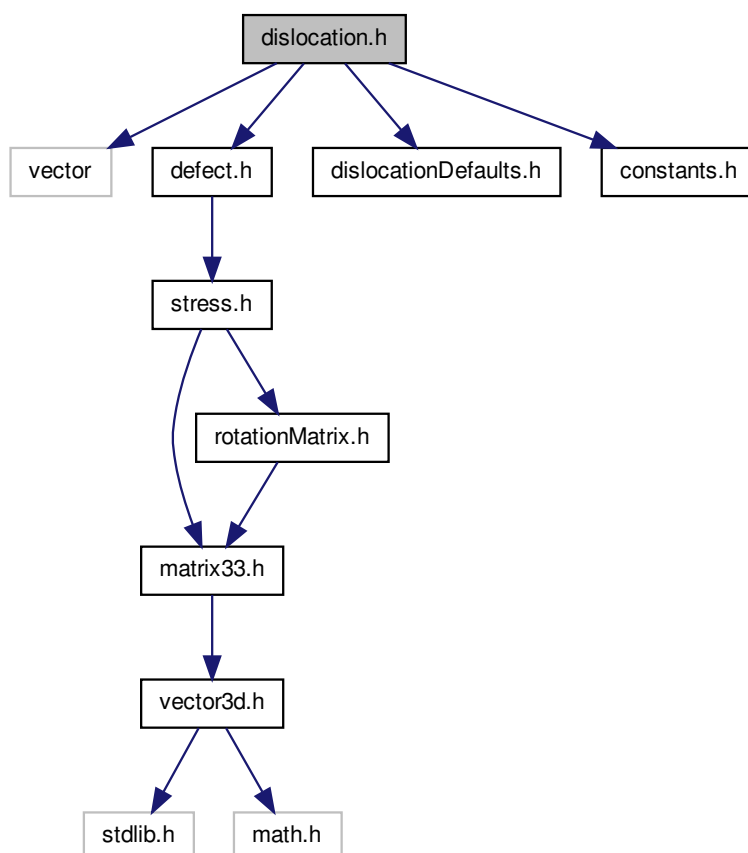 dislocation.h
vector
defect.h
dislocationDefaults.h
constants.h
stress.h
rotationMatrix.h
matrix33.h
vector3d.h
stdlib.h
math.h